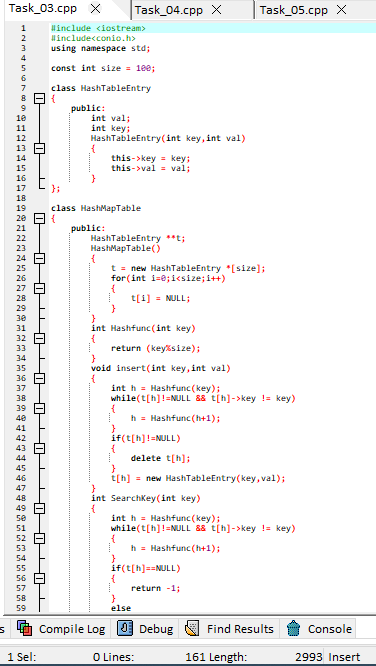 Task_03.cpp Task_04.cpp Task_05.cpp
1 #include <iostream>
2 #include<conio.h>
3 using namespace std;
4
5 const int size = 100;
6
7 class HashTableEntry
8 {
9 public:
10 int val;
11 int key;
12 HashTableEntry(int key,int val)
13 {
14 this->key = key;
15 this->val = val;
16 }
17 };
18
19 class HashMapTable
20 {
21 public:
22 HashTableEntry **t;
23 HashMapTable()
24 {
25 t = new HashTableEntry *[size];
26 for(int i=0;i<size;i++)
27 {
28 t[i] = NULL;
29 }
30 }
31 int Hashfunc(int key)
32 {
33 return (key%size);
34 }
35 void insert(int key,int val)
36 {
37 int h = Hashfunc(key);
38 while(t[h]!=NULL && t[h]->key != key)
39 {
40 h = Hashfunc(h+1);
41 }
42 if(t[h]!=NULL)
43 {
44 delete t[h];
45 }
46 t[h] = new HashTableEntry(key,val);
47 }
48 int SearchKey(int key)
49 {
50 int h = Hashfunc(key);
51 while(t[h]!=NULL && t[h]->key != key)
52 {
53 h = Hashfunc(h+1);
54 }
55 if(t[h]==NULL)
56 {
57 return -1;
58 }
59 else
s Compile Log Debug Find Results Console
1 Sel: 0 Lines: 161 Length: 2993 Insert